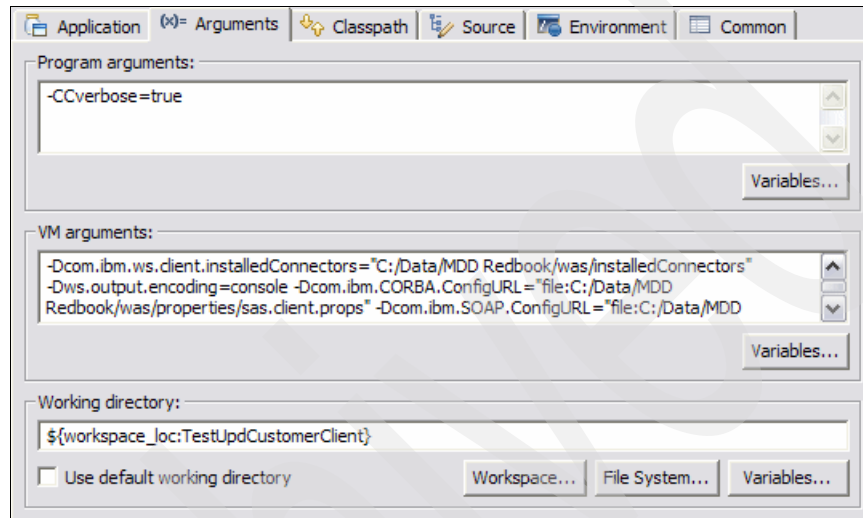 Application (x)= Arguments Classpath Source Environment Common
Program arguments:
-CCverbose=true
Variables...
VM arguments:
-Dcom.ibm.ws.client.installedConnectors="C:/Data/MDD Redbook/was/installedConnectors"
-Dws.output.encoding=console -Dcom.ibm.CORBA.ConfigURL="file:C:/Data/MDD
Redbook/was/properties/sas.client.props" -Dcom.ibm.SOAP.ConfigURL="file:C:/Data/MDD
Variables...
Working directory:
${workspace_loc:TestUpdCustomerClient}
Use default working directory Workspace... File System... Variables...